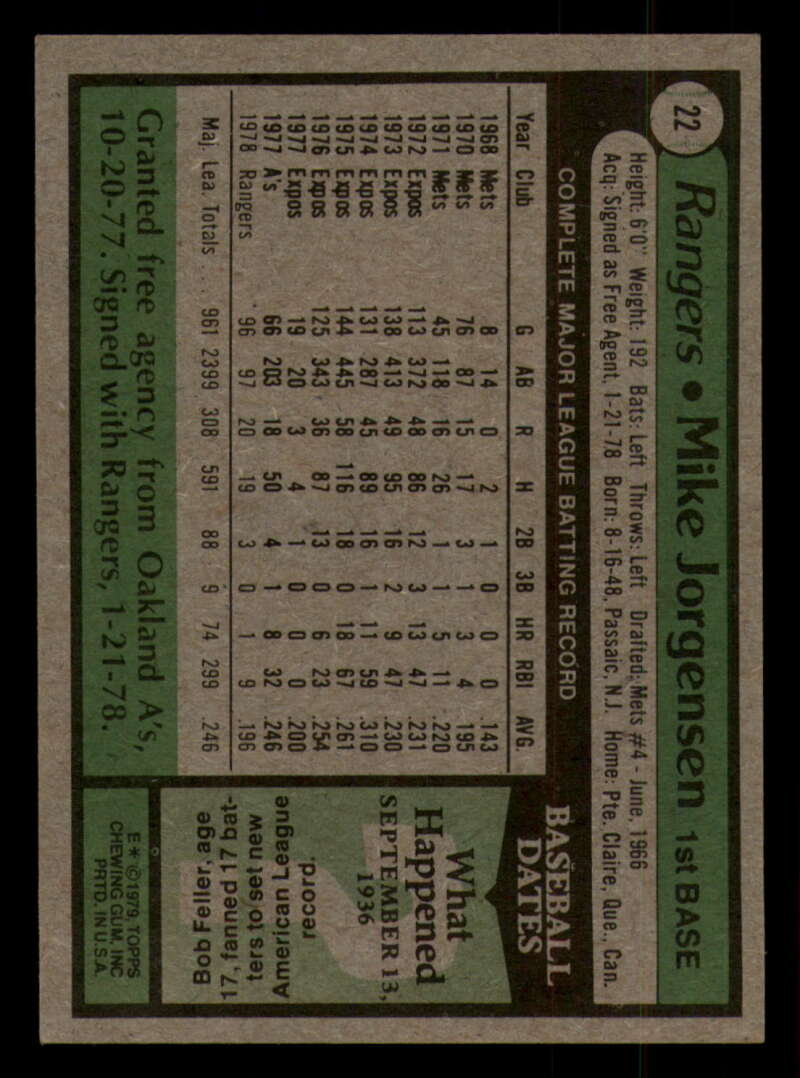 22
Rangers • Mike Jorgensen 1st BASE
Height: 6'0" Weight: 192 Bats: Left Throws: Left Drafted: Mets #4 - June, 1966
Acq: Signed as Free Agent, 1-21-78 Born: 8-16-48, Passaic, N.J. Home: Pte. Claire, Que., Can.
COMPLETE MAJOR LEAGUE BATTING RECORD
Year Club G AB R H 2B 3B HR RBI AVG.
1968 Mets 8 14 0 2 1 0 0 0 .143
1970 Mets 76 87 15 17 3 1 3 4 .195
1971 Mets 45 118 16 26 1 1 5 11 .220
1972 Expos 113 372 48 86 12 3 13 47 .231
1973 Expos 138 413 49 95 16 2 9 47 .230
1974 Expos 131 287 45 89 16 1 11 59 .310
1975 Expos 144 445 58 116 18 0 18 67 .261
1976 Expos 125 343 36 87 13 0 6 23 .254
1977 Expos 19 20 3 4 1 0 0 0 .200
1977 A's 66 203 18 50 4 1 8 32 .246
1978 Rangers 96 97 20 19 3 0 1 9 .196
Maj. Lea. Totals . . . 961 2399 308 591 88 9 74 299 .246
Granted free agency from Oakland A's,
10-20-77. Signed with Rangers, 1-21-78.
BASEBALL
DATES
What
Happened
SEPTEMBER 13,
1936
Bob Feller, age
17, fanned 17 bat-
ters to set new
American League
record.
E* ©1979 TOPPS
CHEWING GUM, INC.
PRTD. IN U.S.A.